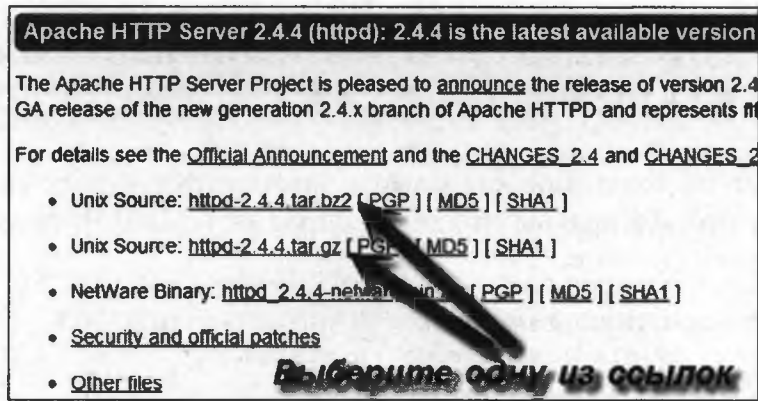 Apache HTTP Server 2.4.4 (httpd): 2.4.4 is the latest available version
The Apache HTTP Server Project is pleased to announce the release of version 2.4
GA release of the new generation 2.4.x branch of Apache HTTPD and represents
For details see the Official Announcement and the CHANGES_2.4 and CHANGES_2
• Unix Source: httpd-2.4.4.tar.bz2 [ PGP ] [ MD5 ] [ SHA1 ]
• Unix Source: httpd-2.4.4.tar.gz [ PGP ] [ MD5 ] [ SHA1 ]
• NetWare Binary: [ PGP ] [ MD5 ] [ SHA1 ]
• Security and official patches
• Other files
Выберите одну из ссылок